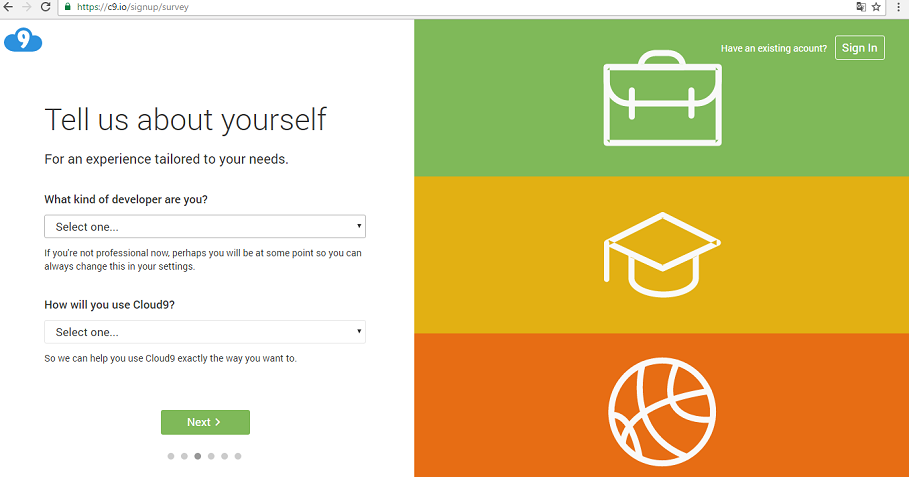 https://c9.io/signup/survey
9
Have an existing acount?
Sign In
Tell us about yourself
For an experience tailored to your needs.
What kind of developer are you?
Select one...
If you're not professional now, perhaps you will be at some point so you can
always change this in your settings.
How will you use Cloud9?
Select one...
So we can help you use Cloud9 exactly the way you want to.
Next